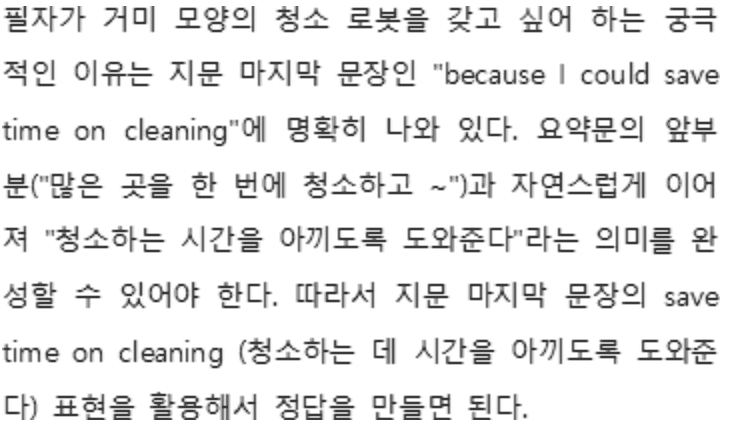 필자가 거미 모양의 청소 로봇을 갖고 싶어 하는 궁극
적인 이유는 지문 마지막 문장인 "because I could save
time on cleaning"에 명확히 나와 있다. 요약문의 앞부
분("많은 곳을 한 번에 청소하고 ~")과 자연스럽게 이어
져 "청소하는 시간을 아끼도록 도와준다"라는 의미를 완
성할 수 있어야 한다. 따라서 지문 마지막 문장의 save
time on cleaning (청소하는 데 시간을 아끼도록 도와준
다) 표현을 활용해서 정답을 만들면 된다.